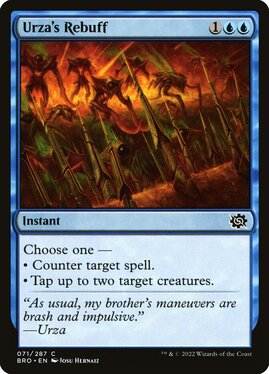 Urza's Rebuff 1
Instant
Choose one —
• Counter target spell.
• Tap up to two target creatures.
"As usual, my brother's maneuvers are
brash and impulsive."
—Urza
071/287 C
BRO • EN Josu Hernaiz
™ & © 2022 Wizards of the Coast